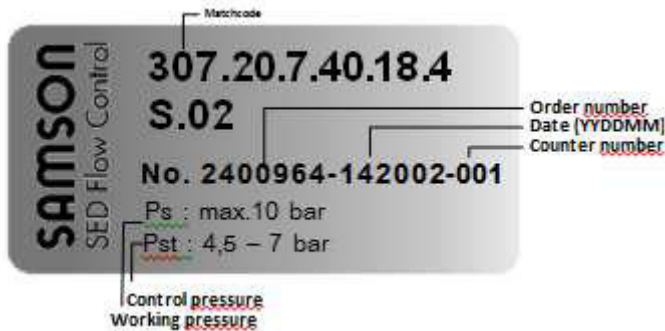 Matchcode
SAMSON
SED Flow Control
307.20.7.40.18.4
S.02
No. 2400964-142002-001
Ps : max.10 bar
Pst : 4,5 – 7 bar
Order number
Date (YYDDMM)
Counter number
Control pressure
Working pressure